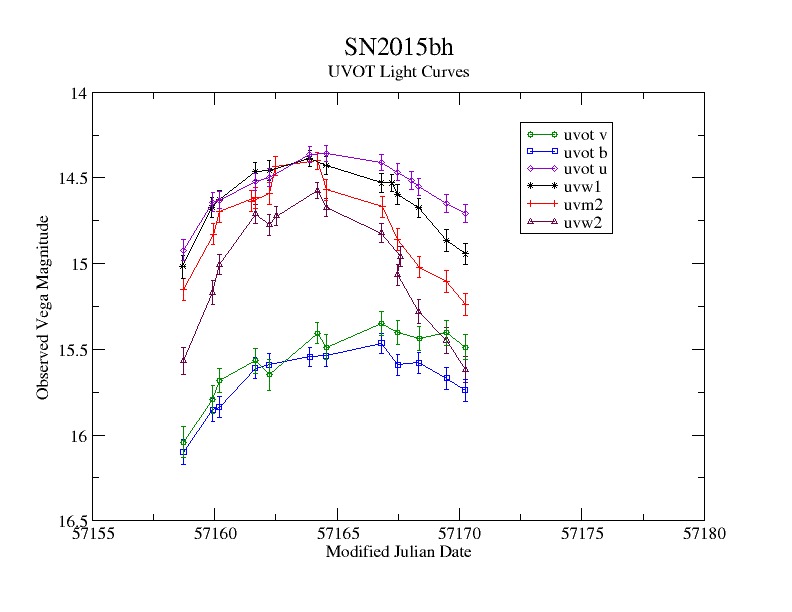 SN2015bh
UVOT Light Curves
14
14.5
15
15.5
16
16.5
Observed Vega Magnitude
uvot v
uvot b
uvot u
uvw1
uvm2
uvw2
57155 57160 57165 57170 57175 57180
Modified Julian Date